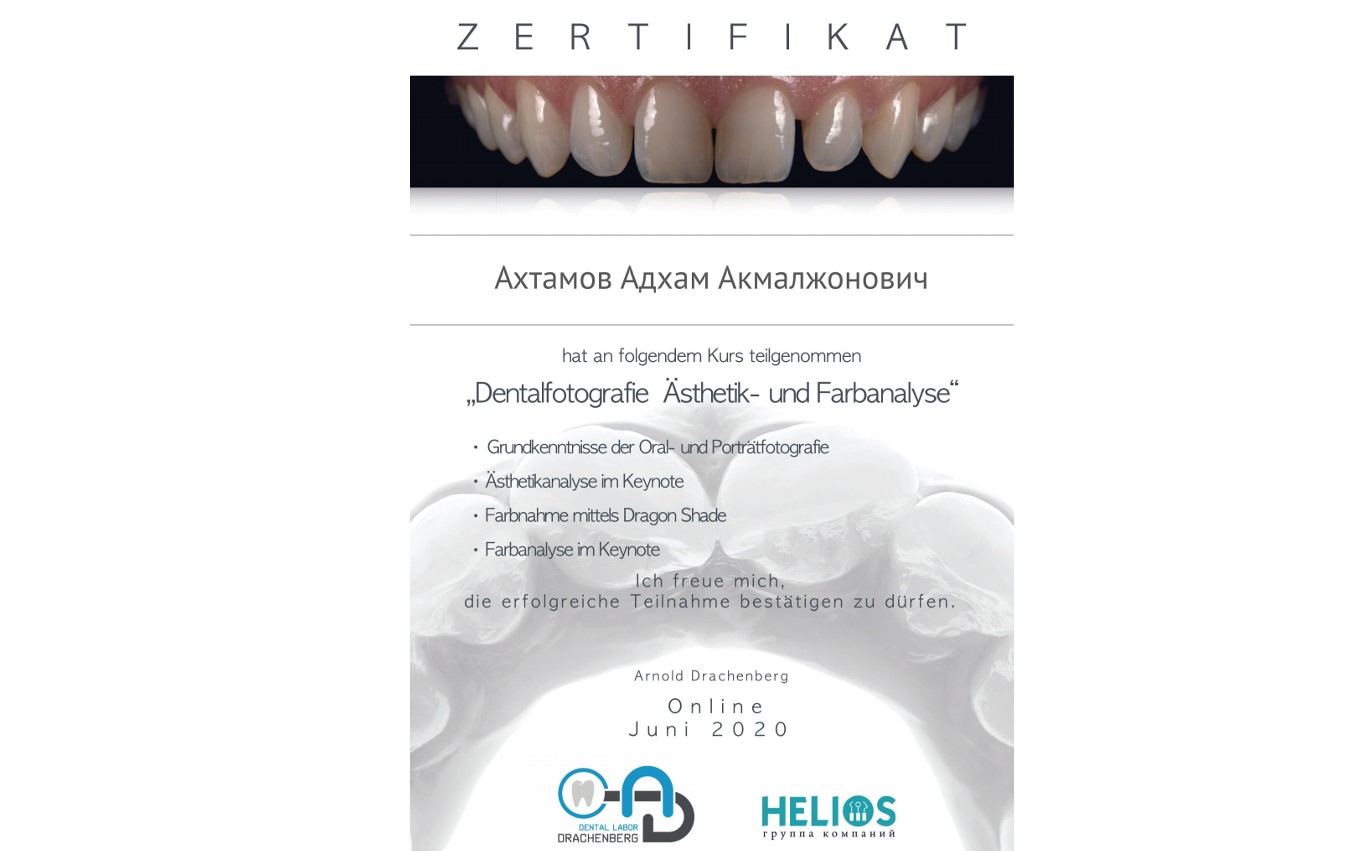 ZERTIFIKAT
Ахтамов Адхам Акмалжонович
hat an folgendem Kurs teilgenommen
„Dentalfotografie Ästhetik- und Farbanalyse“
• Grundkenntnisse der Oral- und Porträtfotografie
• Ästhetikanalyse im Keynote
• Farbnahme mittels Dragon Shade
• Farbanalyse im Keynote
Ich freue mich,
die erfolgreiche Teilnahme bestätigen zu dürfen.
Arnold Drachenberg
Online
Juni 2020
DENTAL LABOR
DRACHENBERG
HELIOS
группа компаний